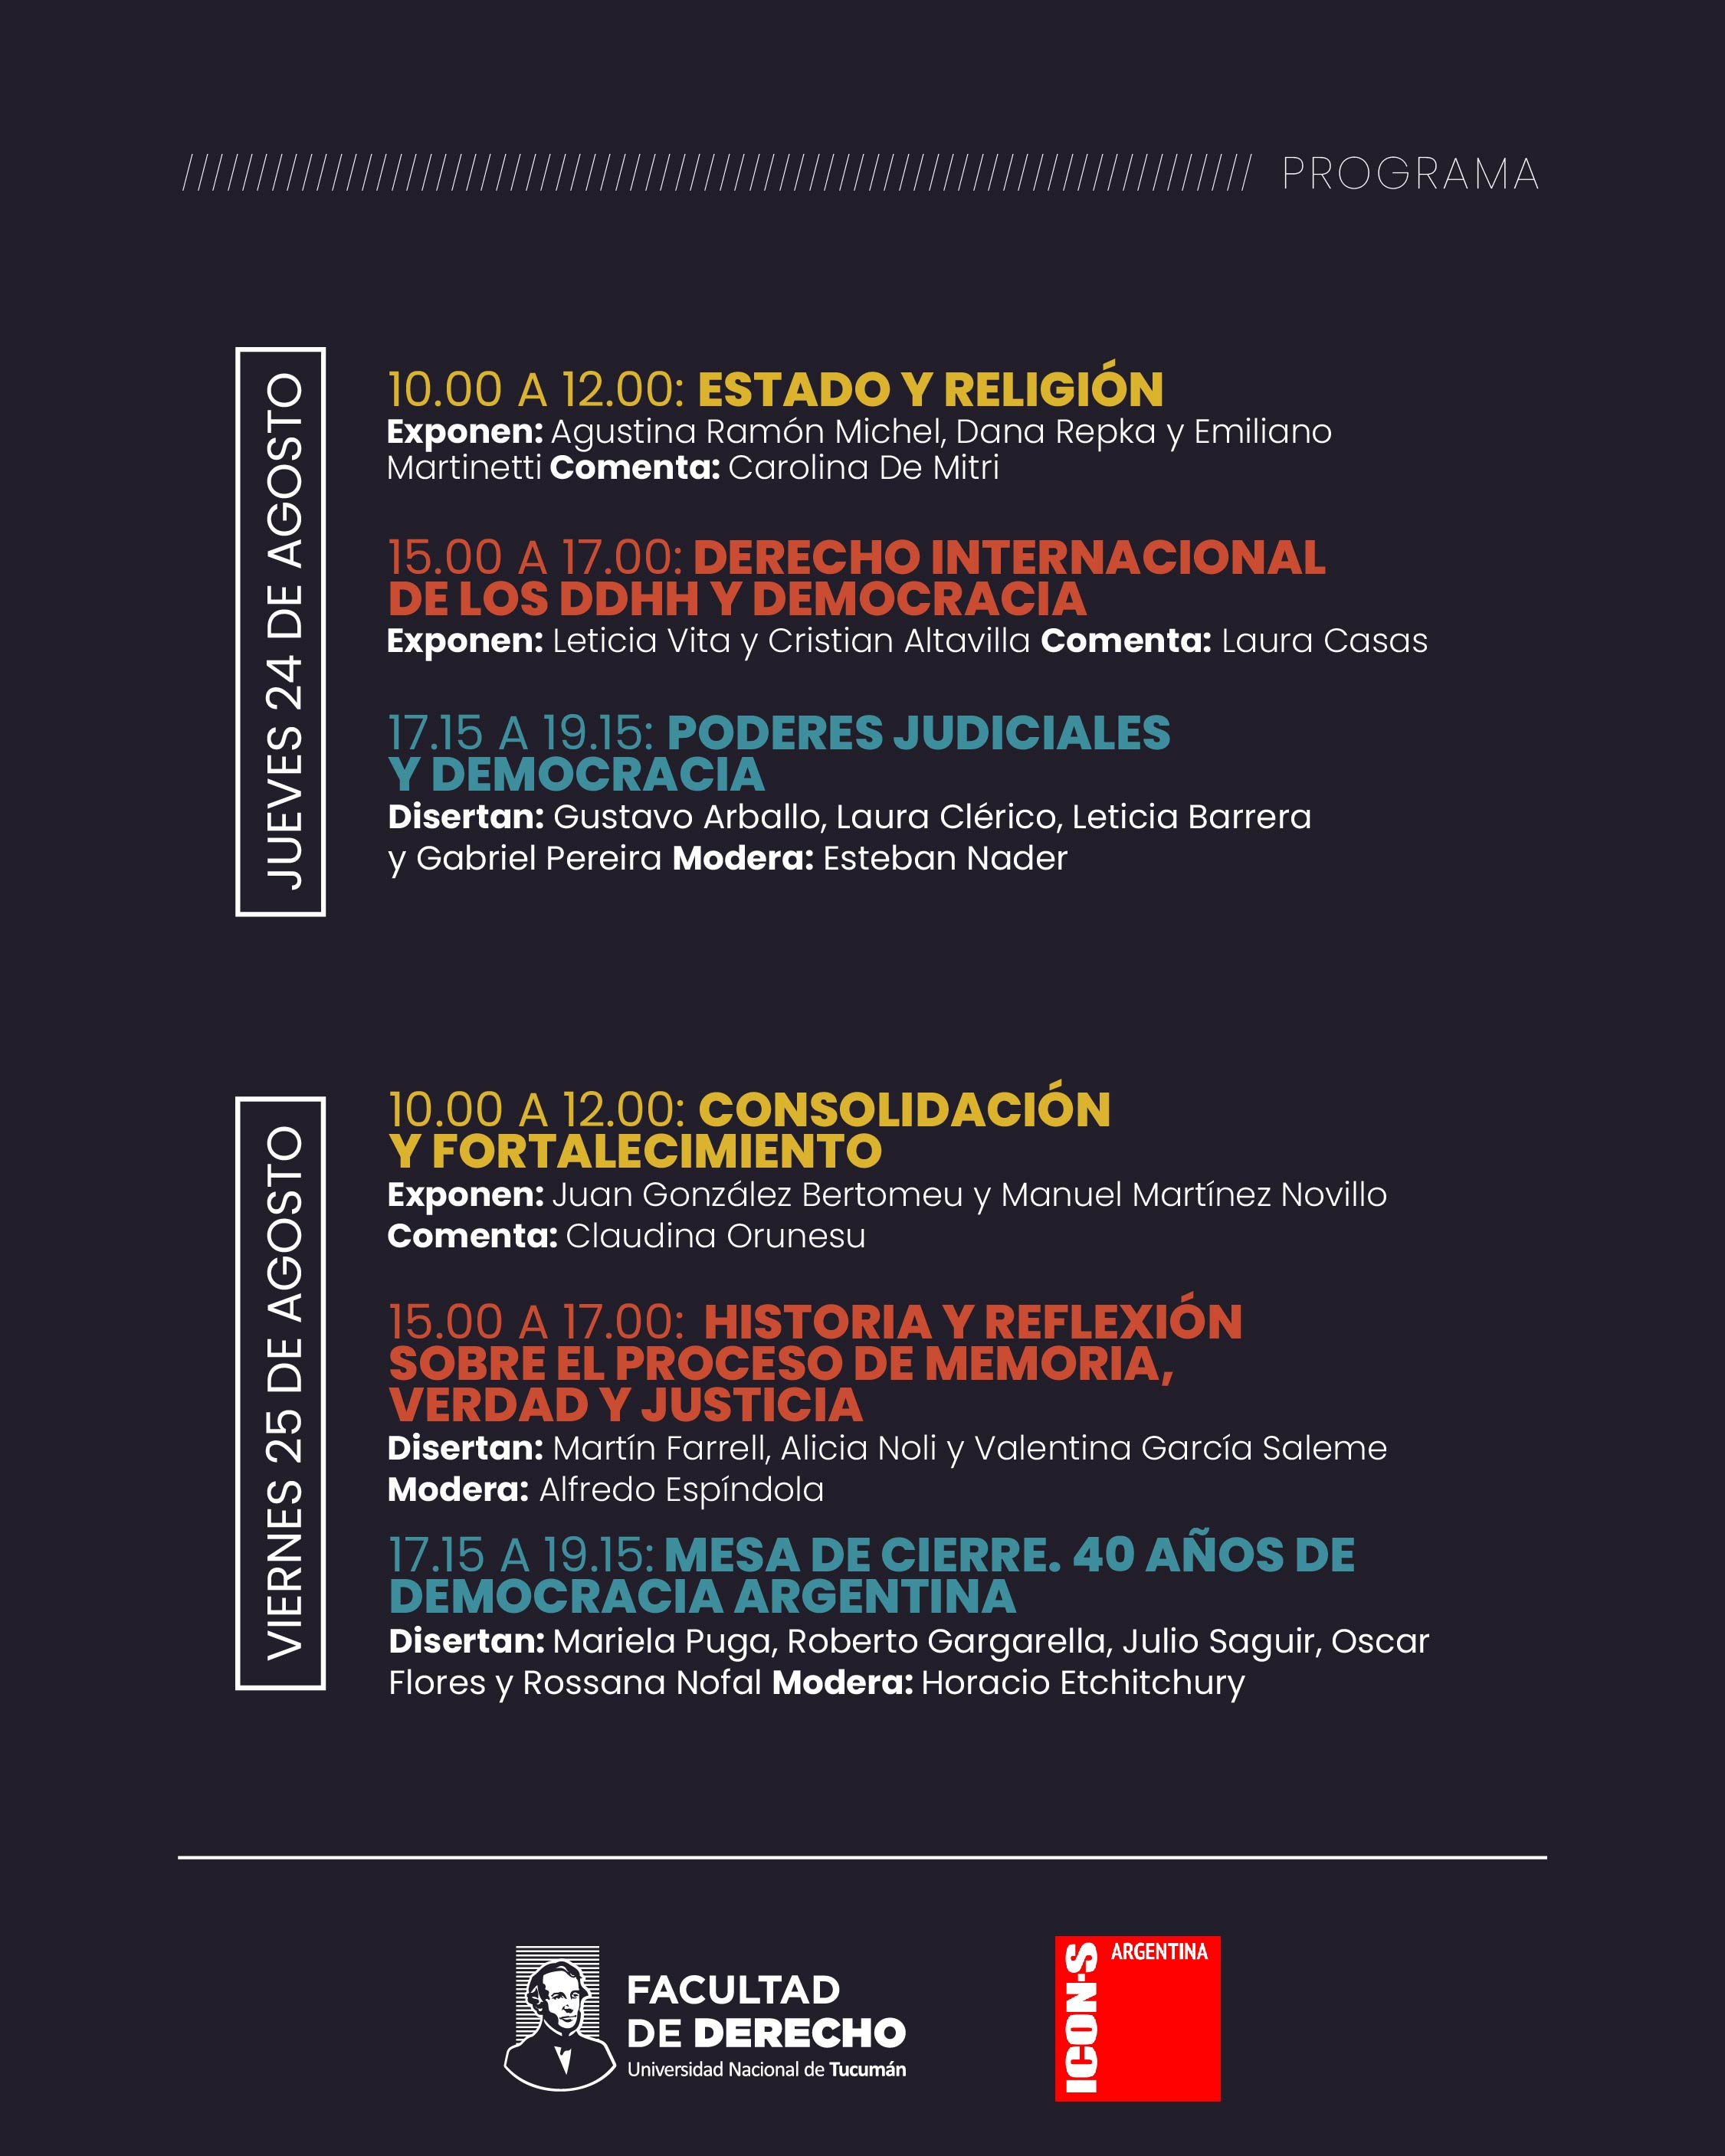 //////////////////////////////////////////////////////////////////////// PROGRAMA
JUEVES 24 DE AGOSTO
10.00 A 12.00: ESTADO Y RELIGIÓN
Exponen: Agustina Ramón Michel, Dana Repka y Emiliano
Martinetti Comenta: Carolina De Mitri
15.00 A 17.00: DERECHO INTERNACIONAL
DE LOS DDHH Y DEMOCRACIA
Exponen: Leticia Vita y Cristian Altavilla Comenta: Laura Casas
17.15 A 19.15: PODERES JUDICIALES
Y DEMOCRACIA
Disertan: Gustavo Arballo, Laura Clérico, Leticia Barrera
y Gabriel Pereira Modera: Esteban Nader
VIERNES 25 DE AGOSTO
10.00 A 12.00: CONSOLIDACIÓN
Y FORTALECIMIENTO
Exponen: Juan González Bertomeu y Manuel Martínez Novillo
Comenta: Claudina Orunesu
15.00 A 17.00: HISTORIA Y REFLEXIÓN
SOBRE EL PROCESO DE MEMORIA,
VERDAD Y JUSTICIA
Disertan: Martín Farrell, Alicia Noli y Valentina García Saleme
Modera: Alfredo Espíndola
17.15 A 19.15: MESA DE CIERRE. 40 AÑOS DE
DEMOCRACIA ARGENTINA
Disertan: Mariela Puga, Roberto Gargarella, Julio Saguir, Oscar
Flores y Rossana Nofal Modera: Horacio Etchitchury
FACULTAD
DE DERECHO
Universidad Nacional de Tucumán
ICON·S
ARGENTINA